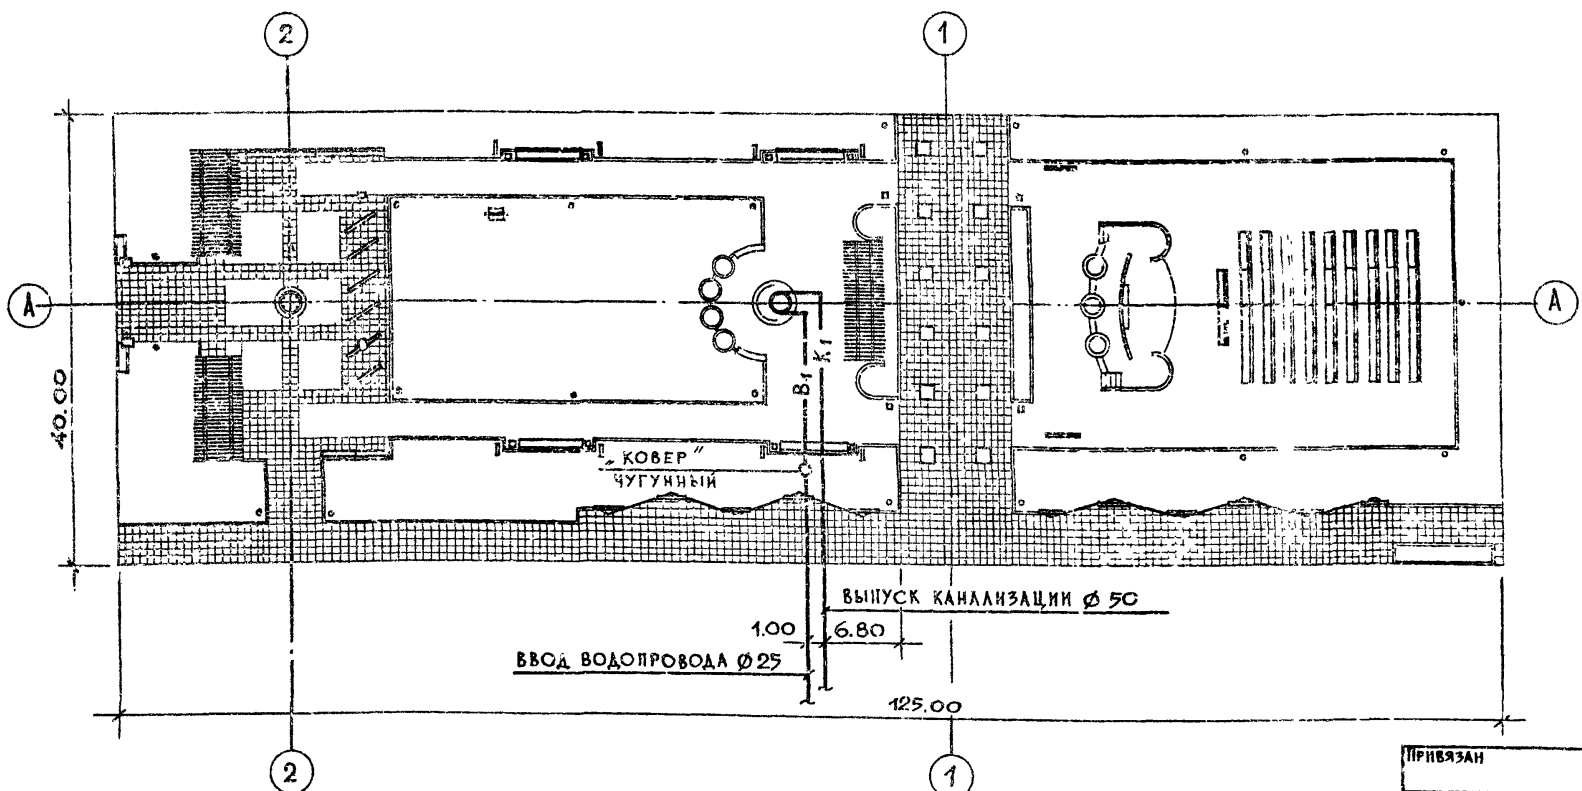 2
1
А
А
40.00
В1
К1
„КОВЕР"
ЧУГУННЫЙ
ВЫПУСК КАНАЛИЗАЦИИ Ø 50
1.00
6.80
ВВОД ВОДОПРОВОДА Ø25
125.00
2
1
ПРИВЯЗАН